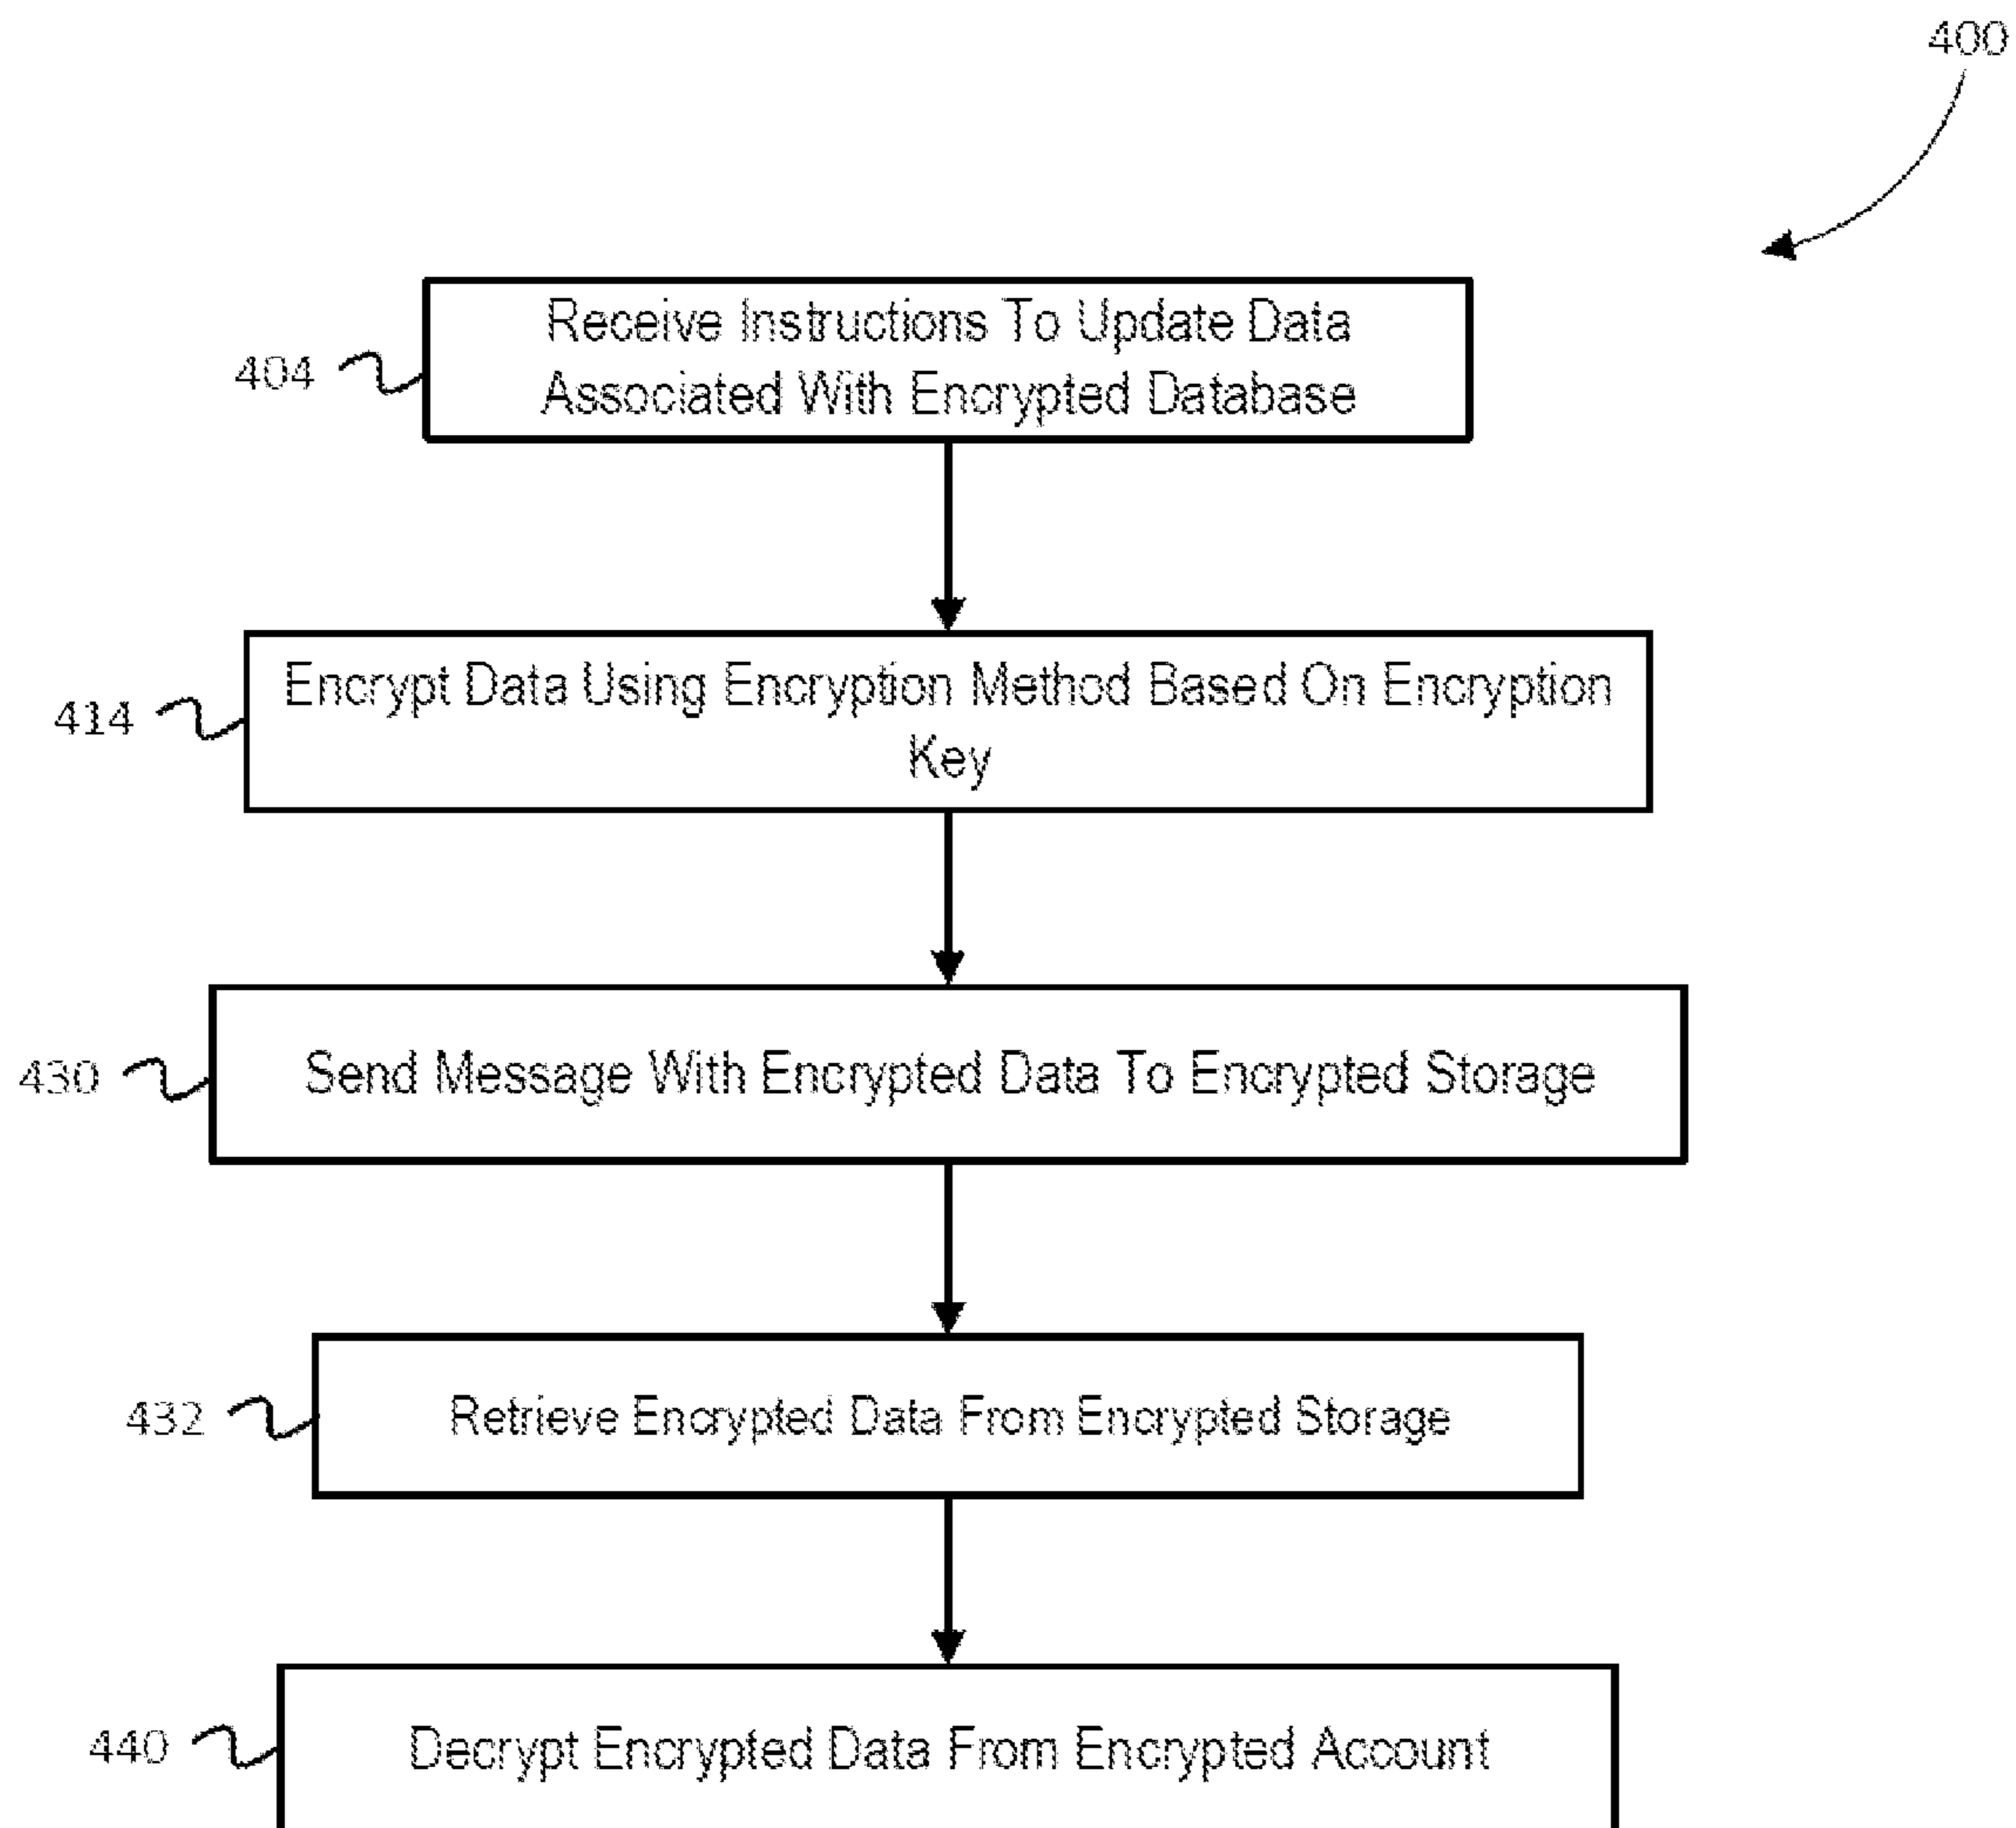 400
Receive Instructions To Update Data
Associated With Encrypted Database
404
Encrypt Data Using Encryption Method Based On Encryption
Key
414
Send Message With Encrypted Data To Encrypted Storage
430
Retrieve Encrypted Data From Encrypted Storage
432
Decrypt Encrypted Data From Encrypted Account
440